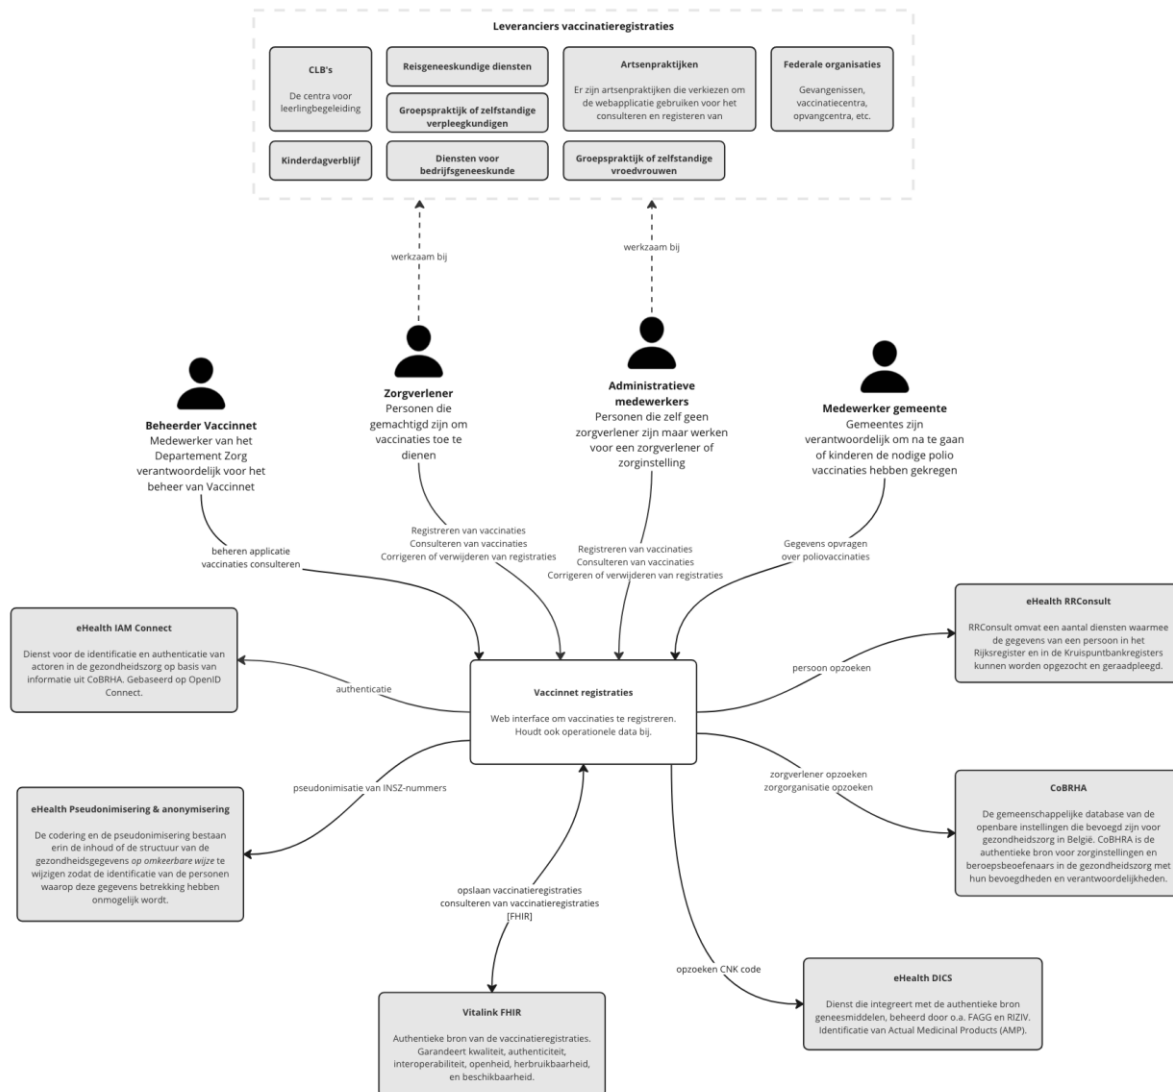 Leveranciers vaccinatieregistraties
CLB's
De centra voor
leerlingbegeleiding
Reisgeneeskundige diensten
Groepspraktijk of zelfstandige
verpleegkundigen
Artsenpraktijken
Er zijn artsenpraktijken die verkiezen om
de webapplicatie gebruiken voor het
consulteren en registeren van
Federale organisaties
Gevangenissen,
vaccinatiecentra,
opvangcentra, etc.
Kinderdagverblijf
Diensten voor
bedrijfsgeneeskunde
Groepspraktijk of zelfstandige
vroedvrouwen
werkzaam bij
werkzaam bij
Beheerder Vaccinnet
Medewerker van het
Departement Zorg
verantwoordelijk voor het
beheer van Vaccinnet
Zorgverlener
Personen die
gemachtigd zijn om
vaccinaties toe te
dienen
Administratieve
medewerkers
Personen die zelf geen
zorgverlener zijn maar werken
voor een zorgverlener of
zorginstelling
Medewerker gemeente
Gemeentes zijn
verantwoordelijk om na te gaan
of kinderen de nodige polio
vaccinaties hebben gekregen
beheren applicatie
vaccinaties consulteren
Registreren van vaccinaties
Consulteren van vaccinaties
Corrigeren of verwijderen van registraties
Registreren van vaccinaties
Consulteren van vaccinaties
Corrigeren of verwijderen van registraties
Gegevens opvragen
over poliovaccinaties
eHealth IAM Connect
Dienst voor de identificatie en authenticatie van
actoren in de gezondheidszorg op basis van
informatie uit CoBRHA. Gebaseerd op OpenID
Connect.
authenticatie
Vaccinnet registraties
Web interface om vaccinaties te registreren.
Houdt ook operationele data bij.
persoon opzoeken
eHealth RRConsult
RRConsult omvat een aantal diensten waarmee
de gegevens van een persoon in het
Rijksregister en in de Kruispuntbankregisters
kunnen worden opgezocht en geraadpleegd.
pseudonimisatie van INSZ-nummers
eHealth Pseudonimisering & anonymisering
De codering en de pseudonimisering bestaan
erin de inhoud of de structuur van de
gezondheidsgegevens op omkeerbare wijze te
wijzigen zodat de identificatie van de personen
waarop deze gegevens betrekking hebben
onmogelijk wordt.
zorgverlener opzoeken
zorgorganisatie opzoeken
CoBRHA
De gemeenschappelijke database van de
openbare instellingen die bevoegd zijn voor
gezondheidszorg in België. CoBHRA is de
authentieke bron voor zorginstellingen en
beroepsbeoefenaars in de gezondheidszorg met
hun bevoegdheden en verantwoordelijkheden.
opslaan vaccinatieregistraties
consulteren van vaccinatieregistraties
[FHIR]
opzoeken CNK code
Vitalink FHIR
Authentieke bron van de vaccinatieregistraties.
Garandeert kwaliteit, authenticiteit,
interoperabiliteit, openheid, herbruikbaarheid,
en beschikbaarheid.
eHealth DICS
Dienst die integreert met de authentieke bron
geneesmiddelen, beheerd door o.a. FAGG en RIZIV.
Identificatie van Actual Medicinal Products (AMP).